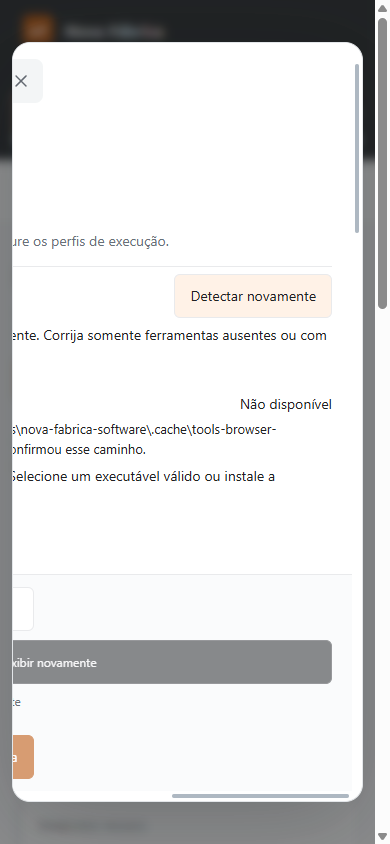 ure os perfis de execução.
Detectar novamente
ente. Corrija somente ferramentas ausentes ou com
Não disponível
s\nova-fabrica-software\.cache\tools-browser-
onfirmou esse caminho.
Selecione um executável válido ou instale a
xibir novamente
te
a